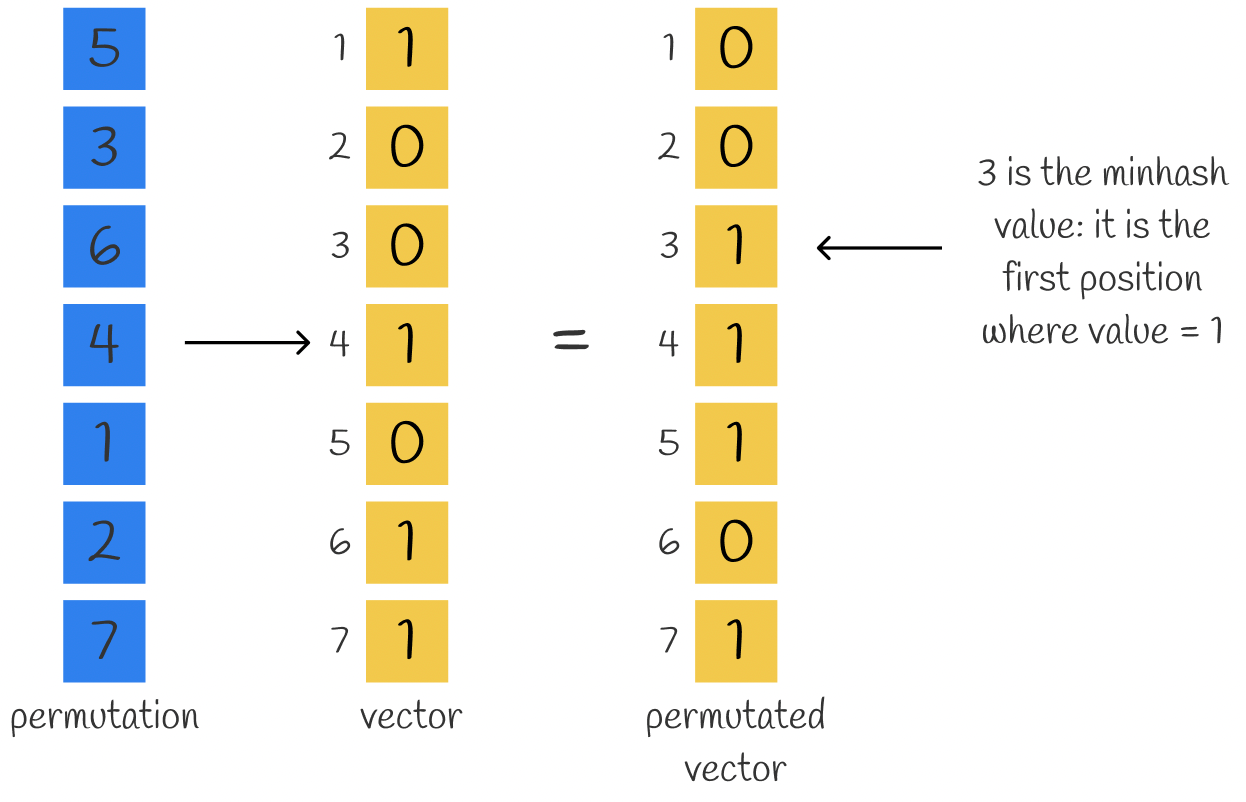 5 1 1 1 0
3 2 0 2 0
6 3 0 3 1
4 4 1 = 4 1
1 5 0 5 1
2 6 1 6 0
7 7 1 7 1
permutation
vector
permutated
vector
3 is the minhash
value: it is the
first position
where value = 1